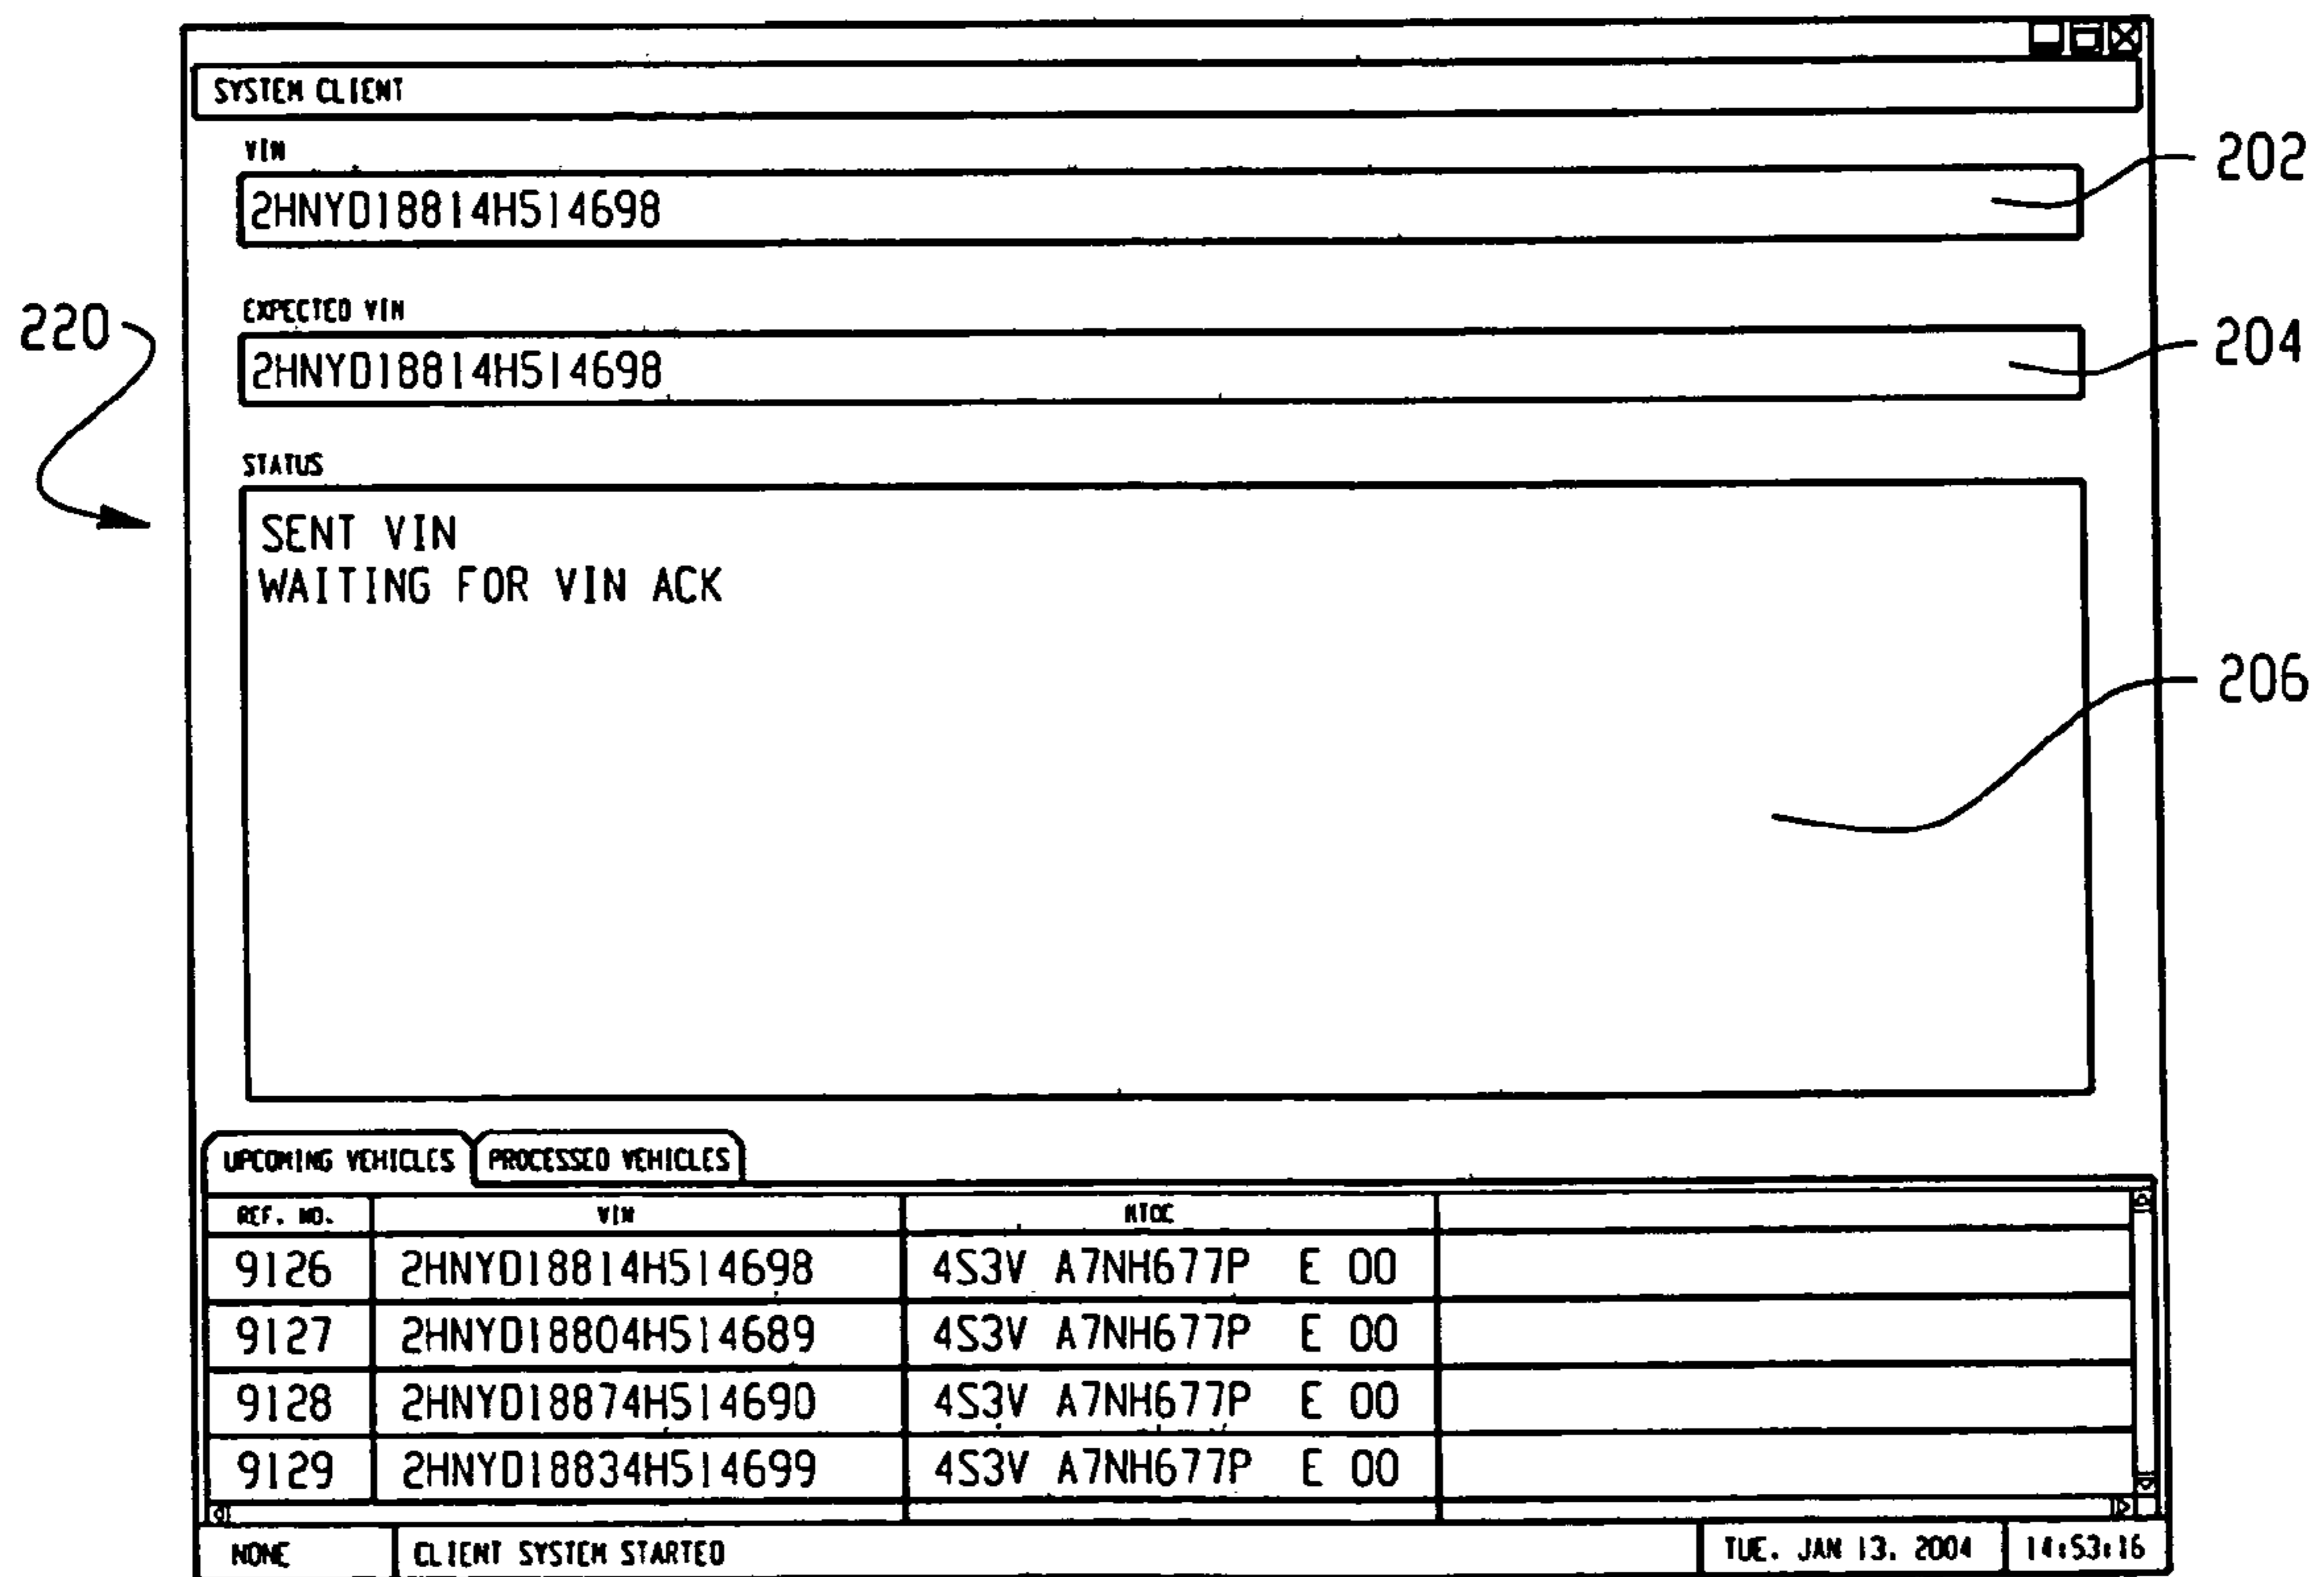 SYSTEM CLIENT
VIN
2HNYD18814H514698
202
EXPECTED VIN
2HNYD18814H514698
220
204
STATUS
SENT VIN
WAITING FOR VIN ACK
206
UPCOMING VEHICLES PROCESSED VEHICLES
REF. NO. VIN MTOC
9126 2HNYD18814H514698 4S3V A7NH677P E 00
9127 2HNYD18804H514689 4S3V A7NH677P E 00
9128 2HNYD18874H514690 4S3V A7NH677P E 00
9129 2HNYD18834H514699 4S3V A7NH677P E 00
NONE CLIENT SYSTEM STARTED TUE. JAN 13. 2004 14:53:16